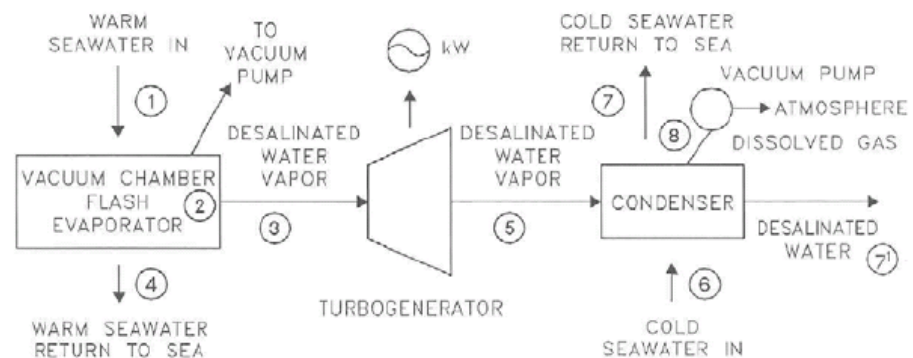 WARM
SEAWATER IN
1
TO
VACUUM
PUMP
kW
COLD SEAWATER
RETURN TO SEA
7
VACUUM PUMP
ATMOSPHERE
8
DISSOLVED GAS
VACUUM CHAMBER
FLASH
EVAPORATOR
2
DESALINATED
WATER
VAPOR
3
DESALINATED
WATER
VAPOR
5
CONDENSER
DESALINATED
WATER
7¹
4
WARM SEAWATER
RETURN TO SEA
TURBOGENERATOR
6
COLD
SEAWATER IN